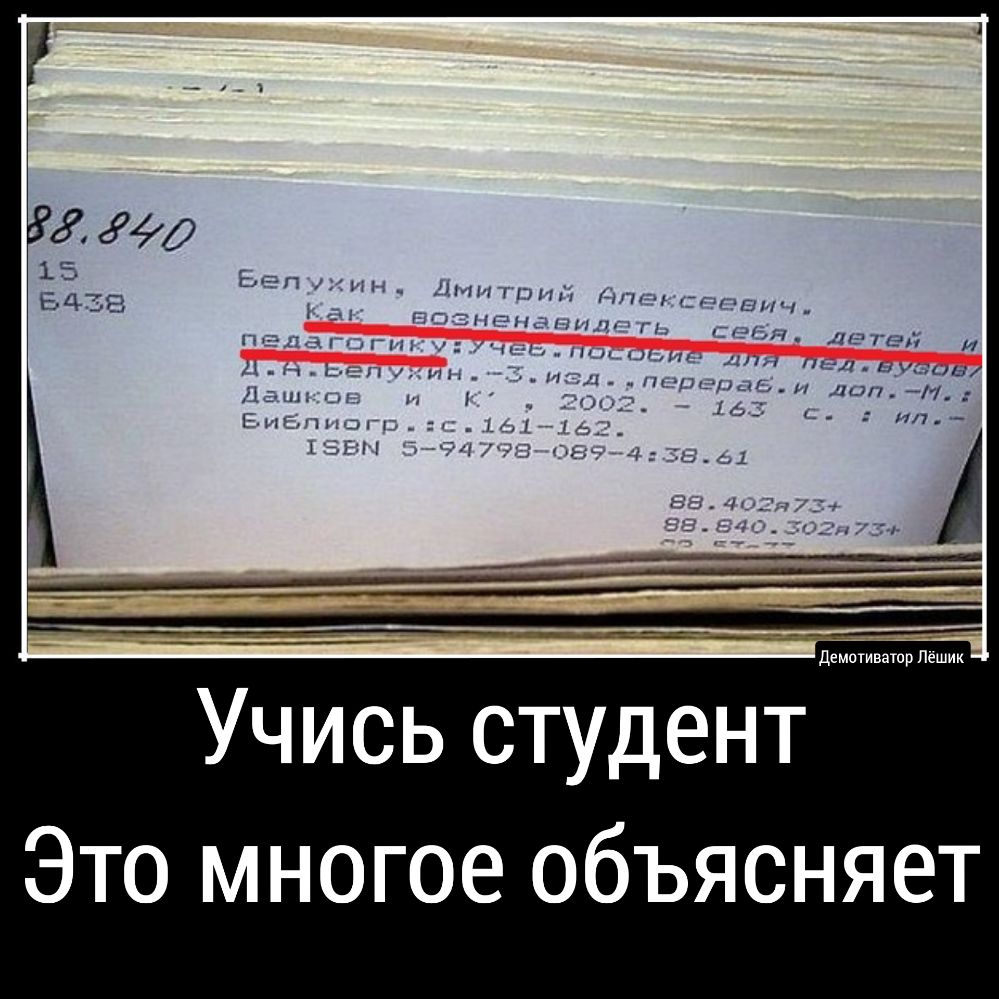 88.840
15
Б438
Белухин, Дмитрий Алексеевич.
Как возненавидеть себя, детей и
педагогику:Учеб.пособие для пед.вузов/
Д.А.Белухин.-3.изд.,перераб.и доп.-М.:
Дашков и К˚ , 2002. - 163 с. : ил.-
Библиогр.:с.161-162.
ISBN 5-94798-089-4:38.61
88.402я73+
88.840.302я73+
Демотиватор Лёшик
Учись студент
Это многое объясняет